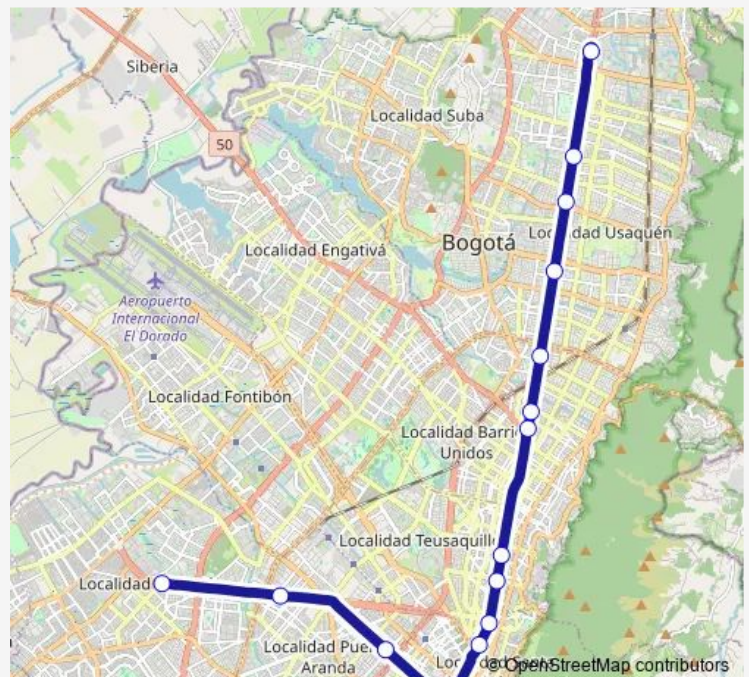 Siberia
Localidad Suba
50
Localidad Usaquén
Bogotá
Localidad Engativá
Aeropuerto
Internacional
El Dorado
Localidad Fontibón
Localidad Barri
Unidos
Localidad Teusaquill
Localidad
Localidad Puer
Aranda
© OpenStreetMap contributors